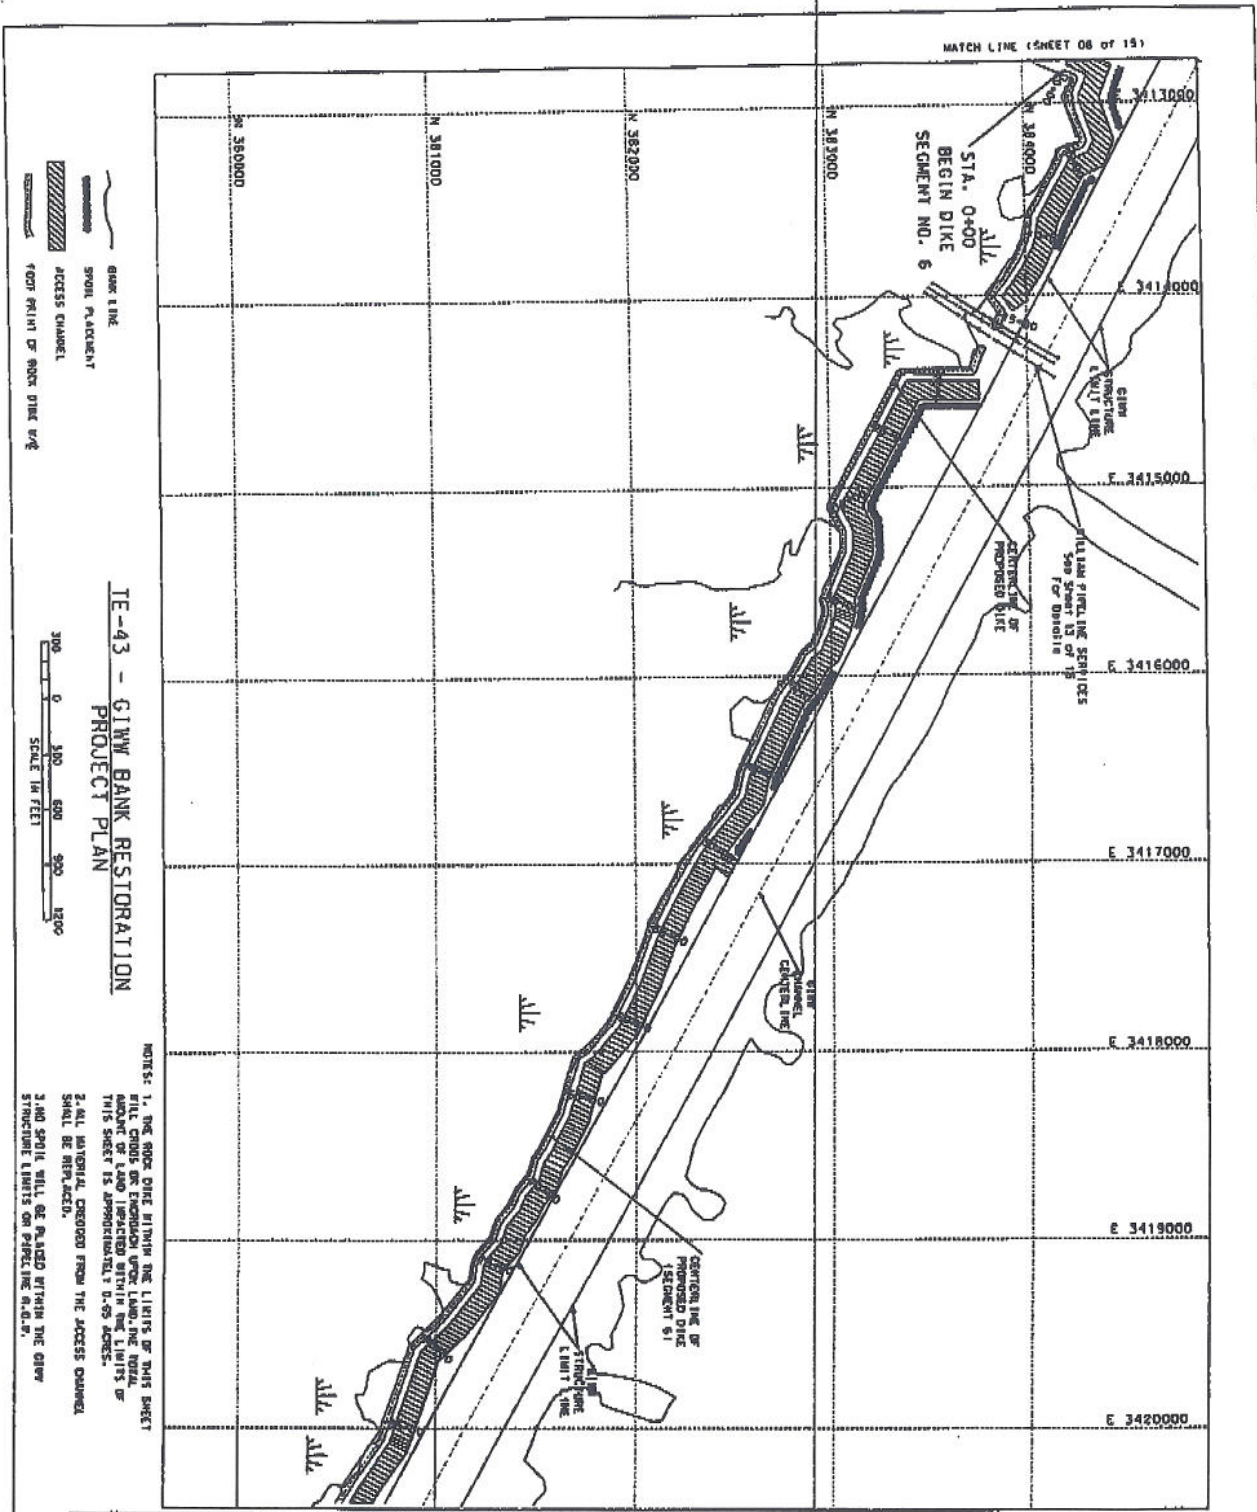 MATCH LINE (SHEET 08 of 15)
E 3413000
E 3414000
E 3415000
E 3416000
E 3417000
E 3418000
E 3419000
E 3420000
N 384000
N 383000
N 382000
N 381000
N 380000
STA. 0+00
BEGIN DIKE
SEGMENT NO. 6
GIWW
STRUCTURE
LIMIT LINE
WILLIAM PIPELINE SERVICES
See Sheet 13 of 15
For Details
CENTERLINE OF
PROPOSED DIKE
GIWW
CHANNEL
CENTERLINE
CENTERLINE OF
PROPOSED DIKE
(SEGMENT 6)
GIWW
STRUCTURE
LIMIT LINE
BANK LINE
SPOIL PLACEMENT
ACCESS CHANNEL
FOOT PRINT OF ROCK DIKE
TE-43 - GIWW BANK RESTORATION
PROJECT PLAN
300 0 300 600 900 1200
SCALE IN FEET
NOTES: 1. THE ROCK DIKE WITHIN THE LIMITS OF THIS SHEET
WILL CROSS OR ENCROACH UPON LAND. THE TOTAL
AMOUNT OF LAND IMPACTED WITHIN THE LIMITS OF
THIS SHEET IS APPROXIMATELY 0.65 ACRES.
2. ALL MATERIAL DREDGED FROM THE ACCESS CHANNEL
SHALL BE REPLACED.
3. NO SPOIL WILL BE PLACED WITHIN THE GIWW
STRUCTURE LIMITS OR PIPELINE R.O.W.